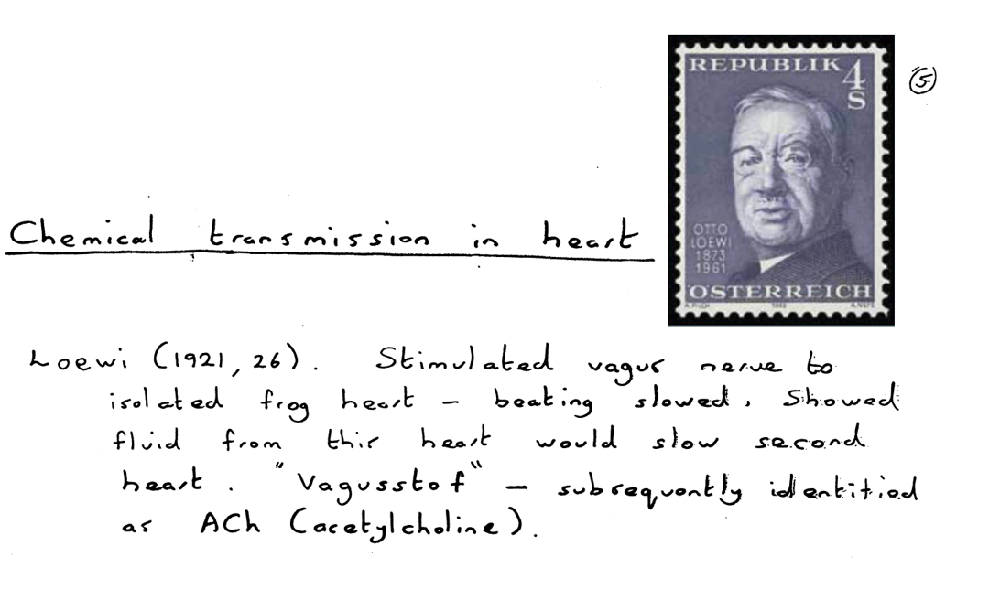 REPUBLIK 4
S
⑤
OTTO
LOEWI
1873
1961
ÖSTERREICH
Chemical transmission in heart
Loewi (1921, 26). Stimulated vagus nerve to
isolated frog heart – beating slowed. Showed
fluid from this heart would slow second
heart. "Vagusstof" – subsequently identified
as ACh (acetylcholine).